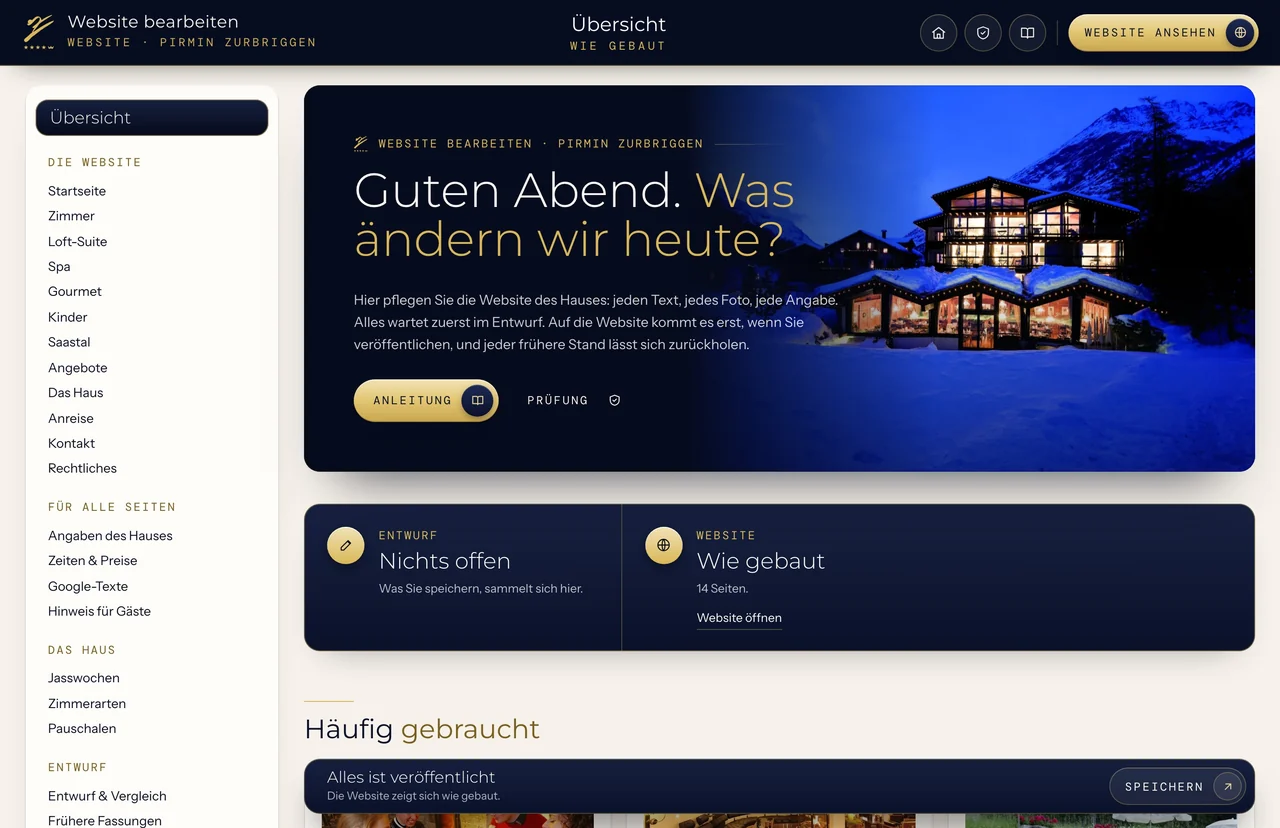 Website bearbeiten
WEBSITE · PIRMIN ZURBRIGGEN
Übersicht
WIE GEBAUT
WEBSITE ANSEHEN
Übersicht
DIE WEBSITE
Startseite
Zimmer
Loft-Suite
Spa
Gourmet
Kinder
Saastal
Angebote
Das Haus
Anreise
Kontakt
Rechtliches
FÜR ALLE SEITEN
Angaben des Hauses
Zeiten & Preise
Google-Texte
Hinweis für Gäste
DAS HAUS
Jasswochen
Zimmerarten
Pauschalen
ENTWURF
Entwurf & Vergleich
Frühere Fassungen
WEBSITE BEARBEITEN · PIRMIN ZURBRIGGEN
Guten Abend. Was
ändern wir heute?
Hier pflegen Sie die Website des Hauses: jeden Text, jedes Foto, jede Angabe.
Alles wartet zuerst im Entwurf. Auf die Website kommt es erst, wenn Sie
veröffentlichen, und jeder frühere Stand lässt sich zurückholen.
ANLEITUNG
PRÜFUNG
ENTWURF
Nichts offen
Was Sie speichern, sammelt sich hier.
WEBSITE
Wie gebaut
14 Seiten.
Website öffnen
Häufig gebraucht
Alles ist veröffentlicht
Die Website zeigt sich wie gebaut.
SPEICHERN